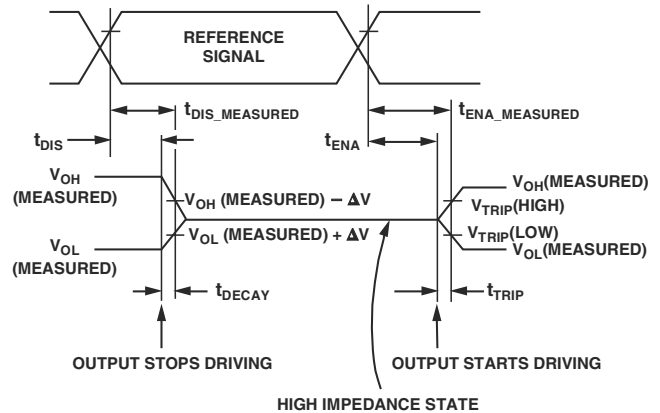 REFERENCE
SIGNAL
tDIS_MEASURED
tENA_MEASURED
tDIS
tENA
VOH
(MEASURED)
VOH (MEASURED) − ΔV
VOH(MEASURED)
VTRIP(HIGH)
VOL
(MEASURED)
VOL (MEASURED) + ΔV
VTRIP(LOW)
VOL(MEASURED)
tDECAY
tTRIP
OUTPUT STOPS DRIVING
OUTPUT STARTS DRIVING
HIGH IMPEDANCE STATE